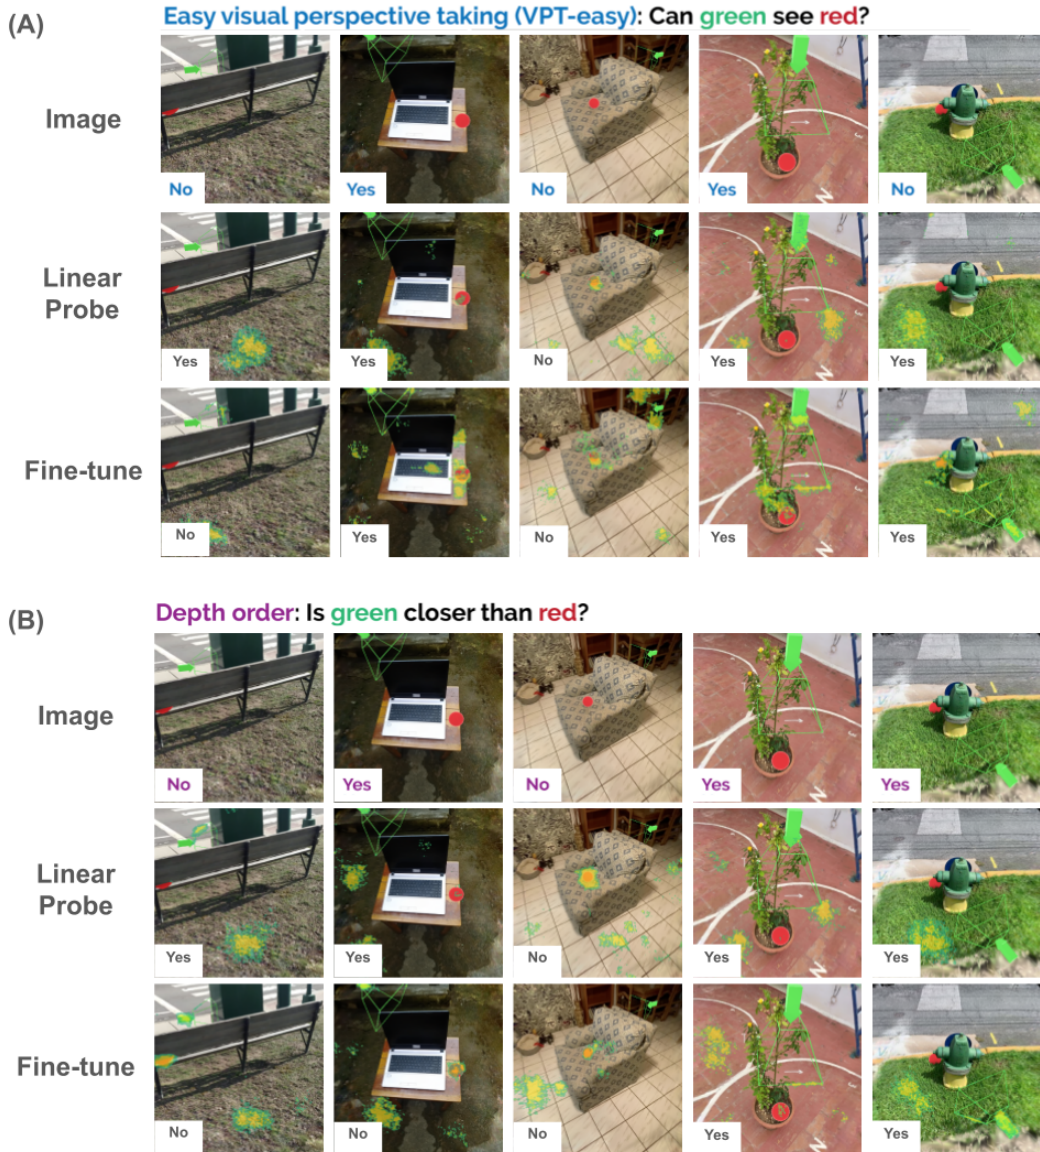 (A)
Easy visual perspective taking (VPT-easy): Can green see red?
Image
No
Yes
No
Yes
No
Linear
Probe
Yes
Yes
No
Yes
Yes
Fine-tune
No
Yes
No
Yes
Yes
(B)
Depth order: Is green closer than red?
Image
No
Yes
No
Yes
Yes
Linear
Probe
Yes
Yes
No
Yes
Yes
Fine-tune
No
No
No
Yes
Yes